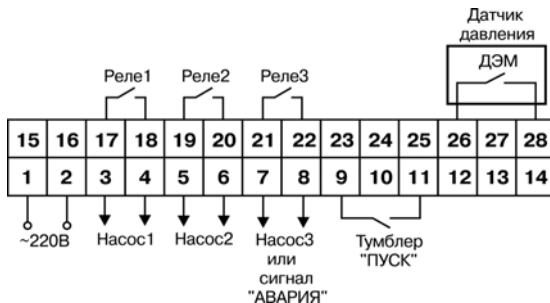 Датчик
давления
ДЭМ
Реле1 Реле2 Реле3
15 16 17 18 19 20 21 22 23 24 25 26 27 28
1 2 3 4 5 6 7 8 9 10 11 12 13 14
~220В Насос1 Насос2 Насос3 Тумблер
или "ПУСК"
сигнал
"АВАРИЯ"